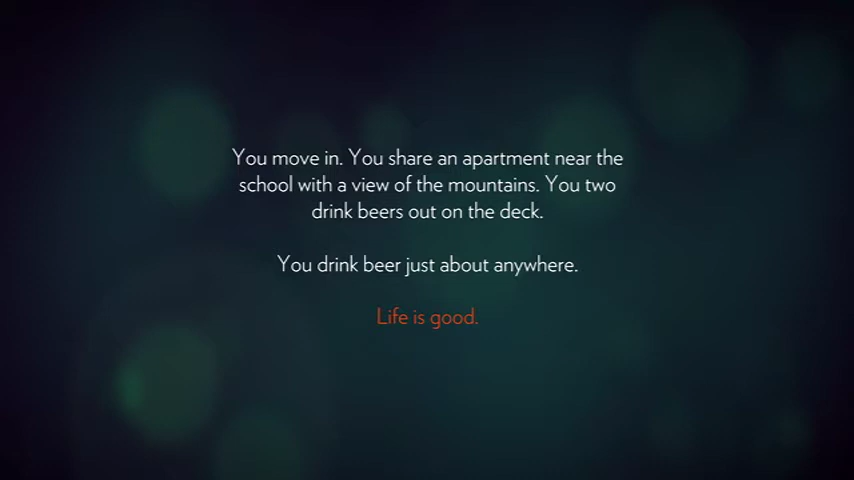 You move in. You share an apartment near the
school with a view of the mountains. You two
drink beers out on the deck.
You drink beer just about anywhere.
Life is good.